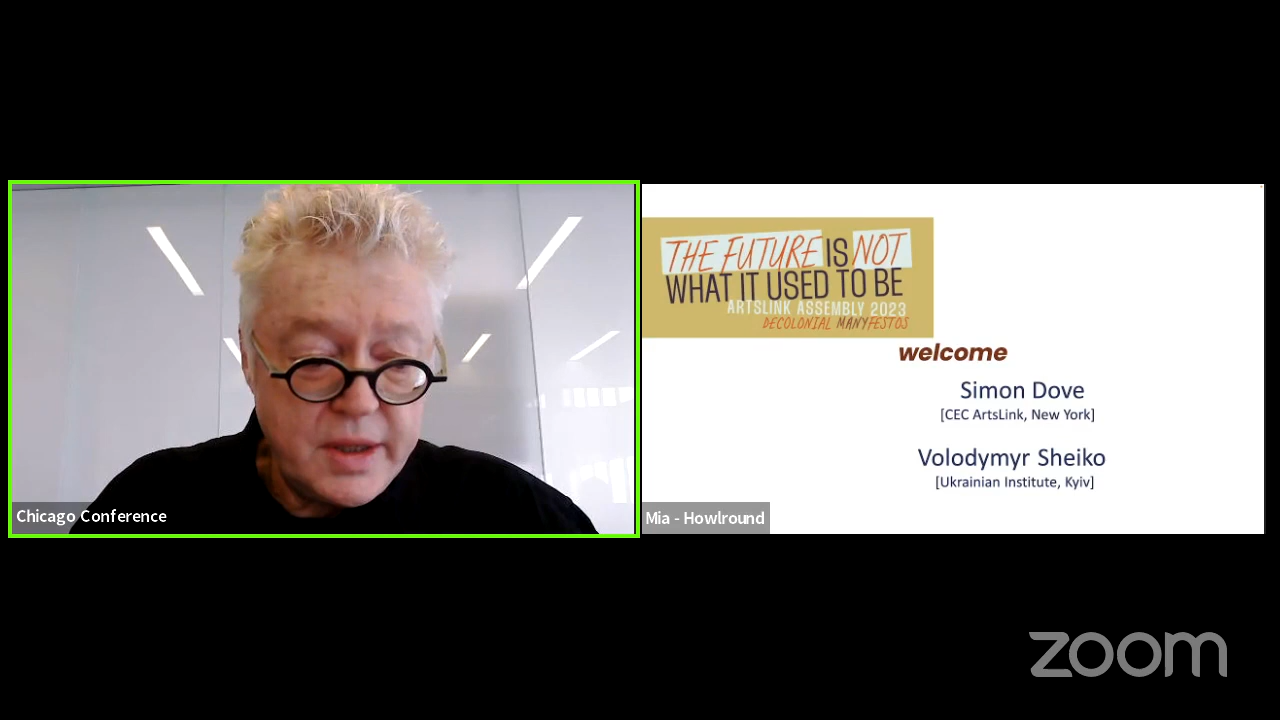 THE FUTURE IS NOT
WHAT IT USED TO BE
ARTSLINK ASSEMBLY 2023
DECOLONIAL MANYFESTOS
welcome
Simon Dove
[CEC ArtsLink, New York]
Volodymyr Sheiko
[Ukrainian Institute, Kyiv]
Chicago Conference
Mia - Howlround
zoom